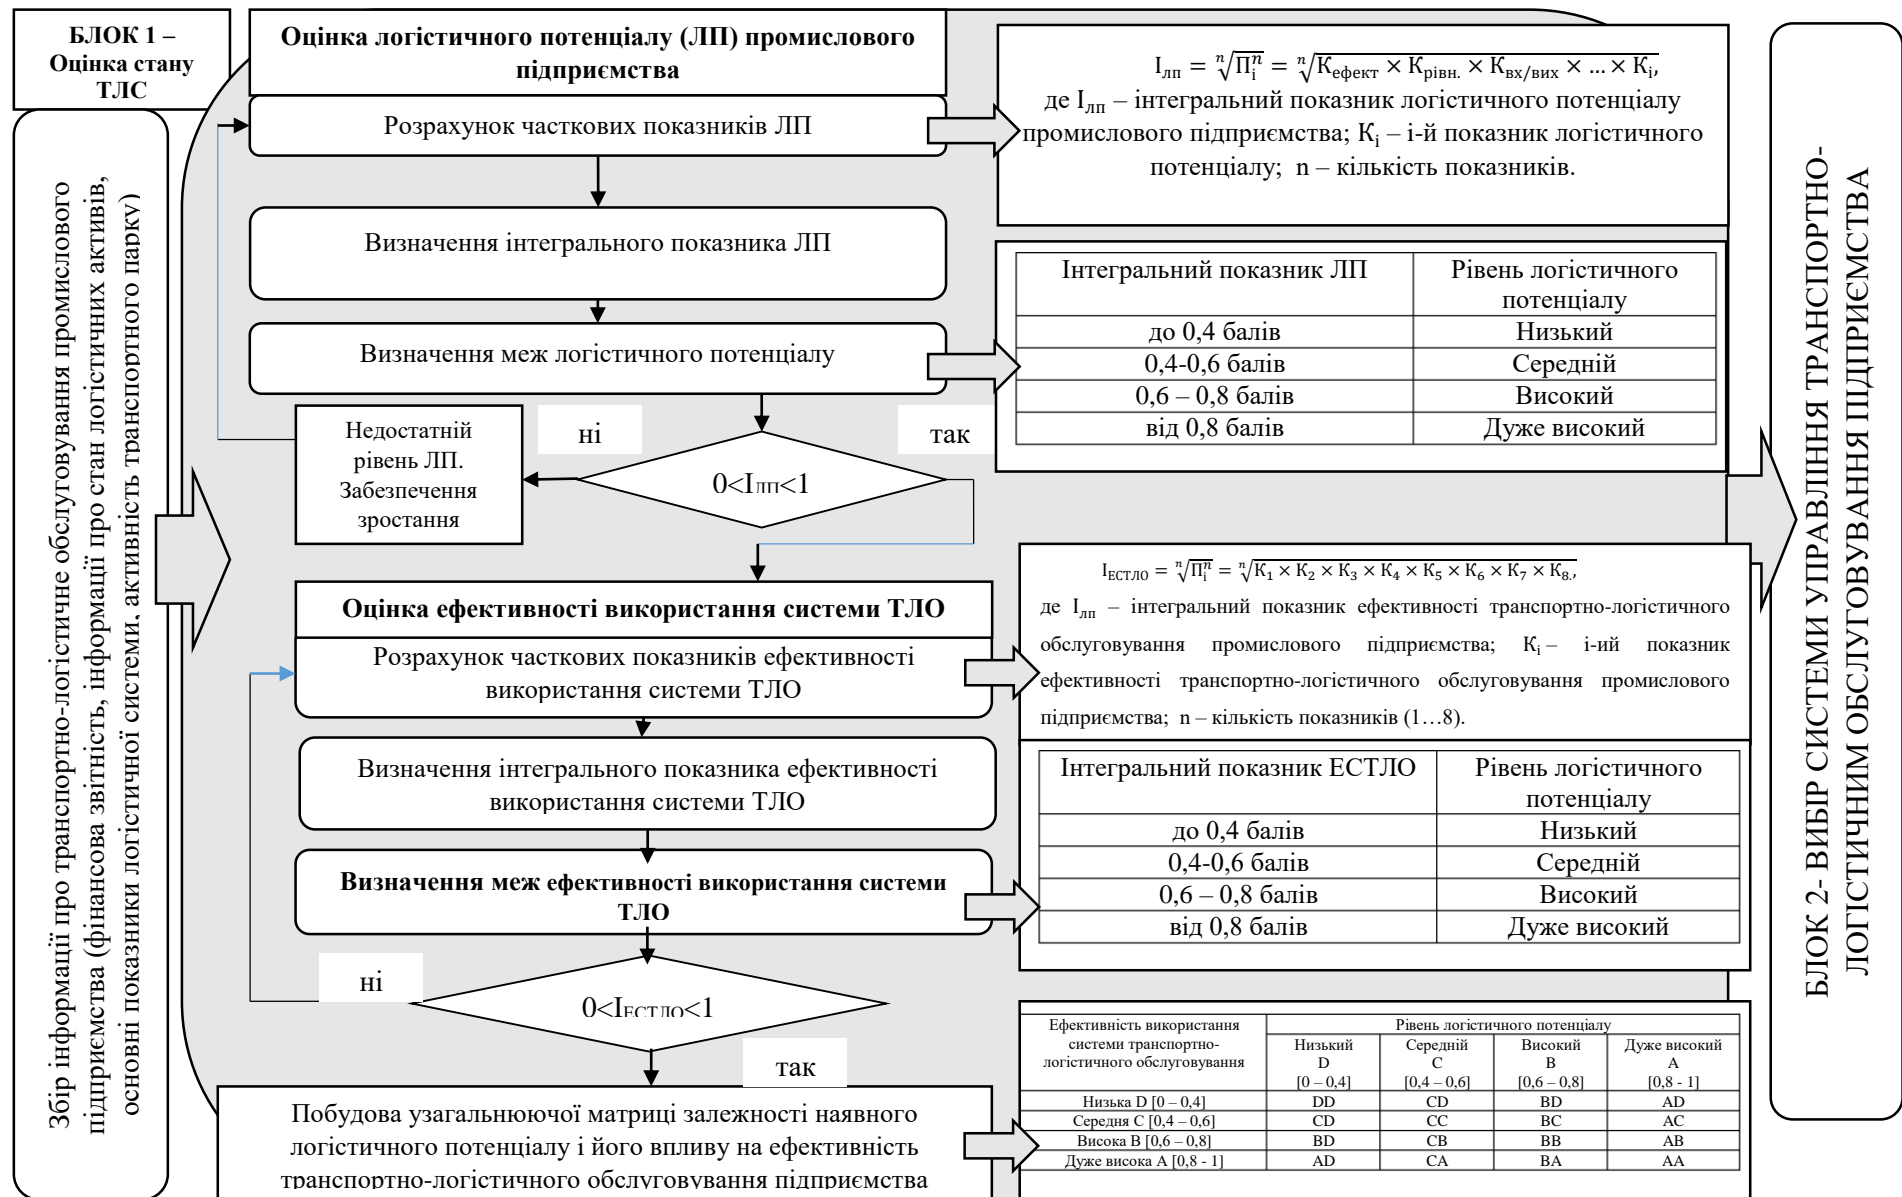 БЛОК 1 –
Оцінка стану
ТЛС
Збір інформації про транспортно-логістичне обслуговування промислового
підприємства (фінансова звітність, інформації про стан логістичних активів,
основні показники логістичної системи, активність транспортного парку)
Оцінка логістичного потенціалу (ЛП) промислового
підприємства
Розрахунок часткових показників ЛП
Визначення інтегрального показника ЛП
Визначення меж логістичного потенціалу
Недостатній
рівень ЛП.
Забезпечення
зростання
ні
так
0<IЛП<1
Оцінка ефективності використання системи ТЛО
Розрахунок часткових показників ефективності
використання системи ТЛО
Визначення інтегрального показника ефективності
використання системи ТЛО
Визначення меж ефективності використання системи
ТЛО
ні
0<IЕСТЛО<1
так
Побудова узагальнюючої матриці залежності наявного
логістичного потенціалу і його впливу на ефективність
транспортно-логістичного обслуговування підприємства
Iлп = ⁿ√Пᵢⁿ = ⁿ√Кефект × Крівн. × Квх/вих × … × Кі,
де Iлп – інтегральний показник логістичного потенціалу
промислового підприємства; Кі – і-й показник логістичного
потенціалу; n – кількість показників.
Інтегральний показник ЛП Рівень логістичного
потенціалу
до 0,4 балів Низький
0,4-0,6 балів Середній
0,6 – 0,8 балів Високий
від 0,8 балів Дуже високий
IЕСТЛО = ⁿ√Пᵢⁿ = ⁿ√К1 × К2 × К3 × К4 × К5 × К6 × К7 × К8.,
де Iлп – інтегральний показник ефективності транспортно-логістичного
обслуговування промислового підприємства; Кі – і-ий показник
ефективності транспортно-логістичного обслуговування промислового
підприємства; n – кількість показників (1…8).
Інтегральний показник ЕСТЛО Рівень логістичного
потенціалу
до 0,4 балів Низький
0,4-0,6 балів Середній
0,6 – 0,8 балів Високий
від 0,8 балів Дуже високий
Ефективність використання
системи транспортно-
логістичного обслуговування
Рівень логістичного потенціалу
Низький Середній Високий Дуже високий
D C B A
[0 – 0,4] [0,4 – 0,6] [0,6 – 0,8] [0,8 - 1]
Низька D [0 – 0,4] DD CD BD AD
Середня C [0,4 – 0,6] CD CC BC AC
Висока B [0,6 – 0,8] BD CB BB AB
Дуже висока A [0,8 - 1] AD CA BA AA
БЛОК 2- ВИБІР СИСТЕМИ УПРАВЛІННЯ ТРАНСПОРТНО-
ЛОГІСТИЧНИМ ОБСЛУГОВУВАННЯ ПІДПРИЄМСТВА